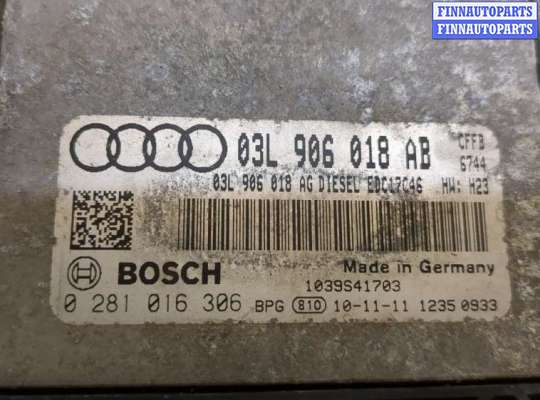 FINNAUTOPARTS
FINNAUTOPARTS
03L 906 018 AB CFFB
6744
03L 906 018 AG DIESEL EDC17C46 HW: H23
BOSCH
Made in Germany
1039S41703
0 281 016 306 BPG 810 10-11-11 1235 0933